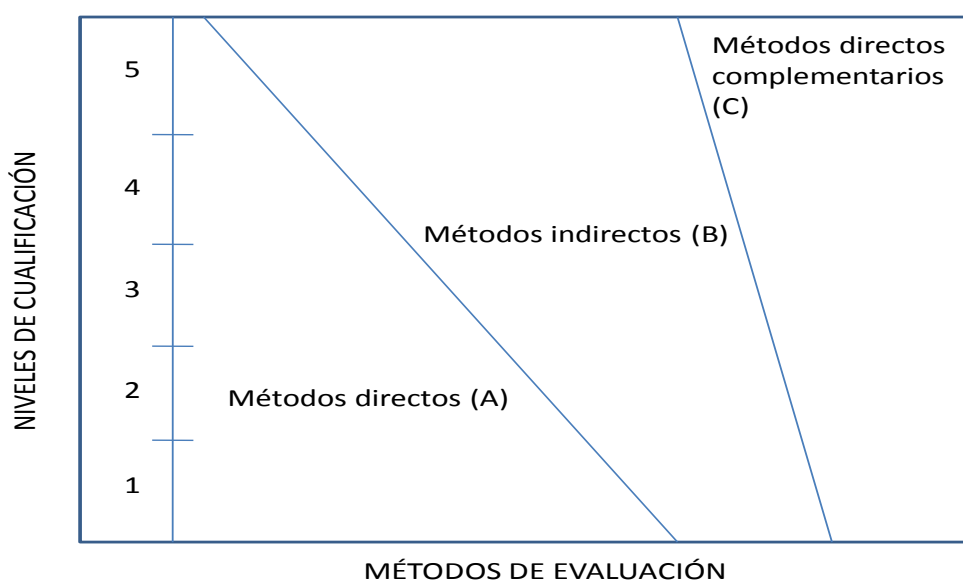 NIVELES DE CUALIFICACIÓN
5
4
3
2
1
Métodos directos
complementarios
(C)
Métodos indirectos (B)
Métodos directos (A)
MÉTODOS DE EVALUACIÓN